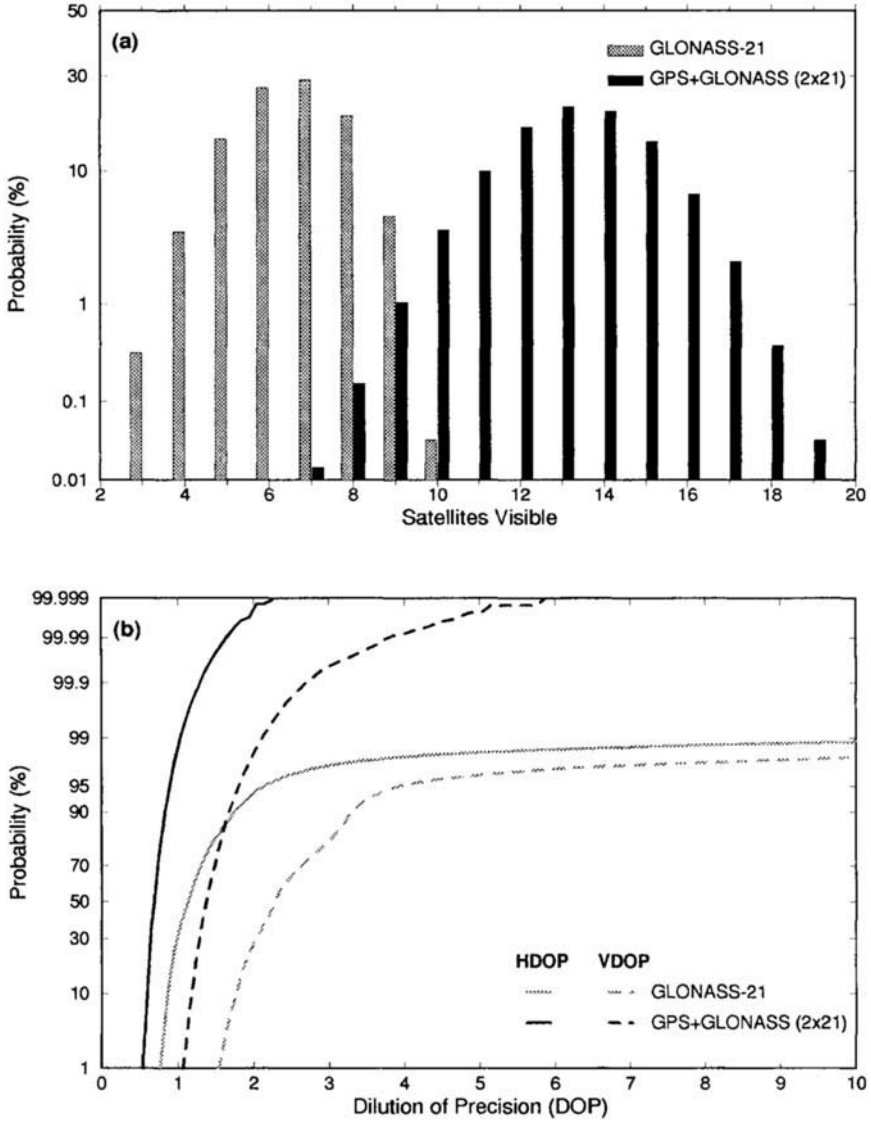 50
(a)
GLONASS-21
30
GPS+GLONASS (2x21)
Probability (%)
10
1
0.1
0.01
2 4 6 8 10 12 14 16 18 20
Satellites Visible
99.999
(b)
99.99
99.9
99
Probability (%)
95
90
70
50
30
HDOP VDOP
GLONASS-21
10
GPS+GLONASS (2x21)
1
0 1 2 3 4 5 6 7 8 9 10
Dilution of Precision (DOP)